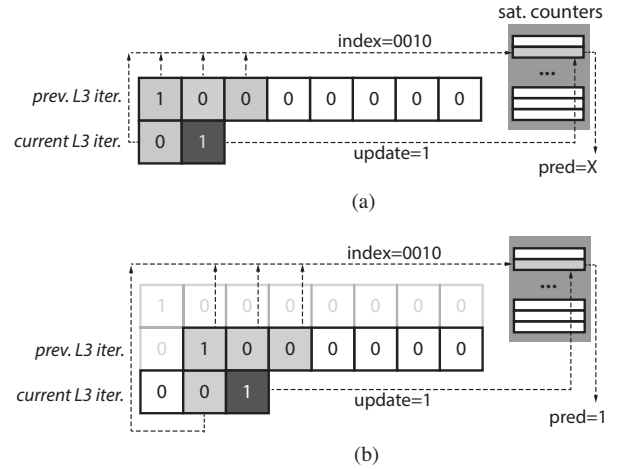 sat. counters
index=0010
...
prev. L3 iter. 1 0 0 0 0 0 0 0
current L3 iter. 0 1
update=1
pred=X
(a)
index=0010
...
1 0 0 0 0 0 0 0
prev. L3 iter. 0 1 0 0 0 0 0 0
current L3 iter. 0 0 1
update=1
pred=1
(b)